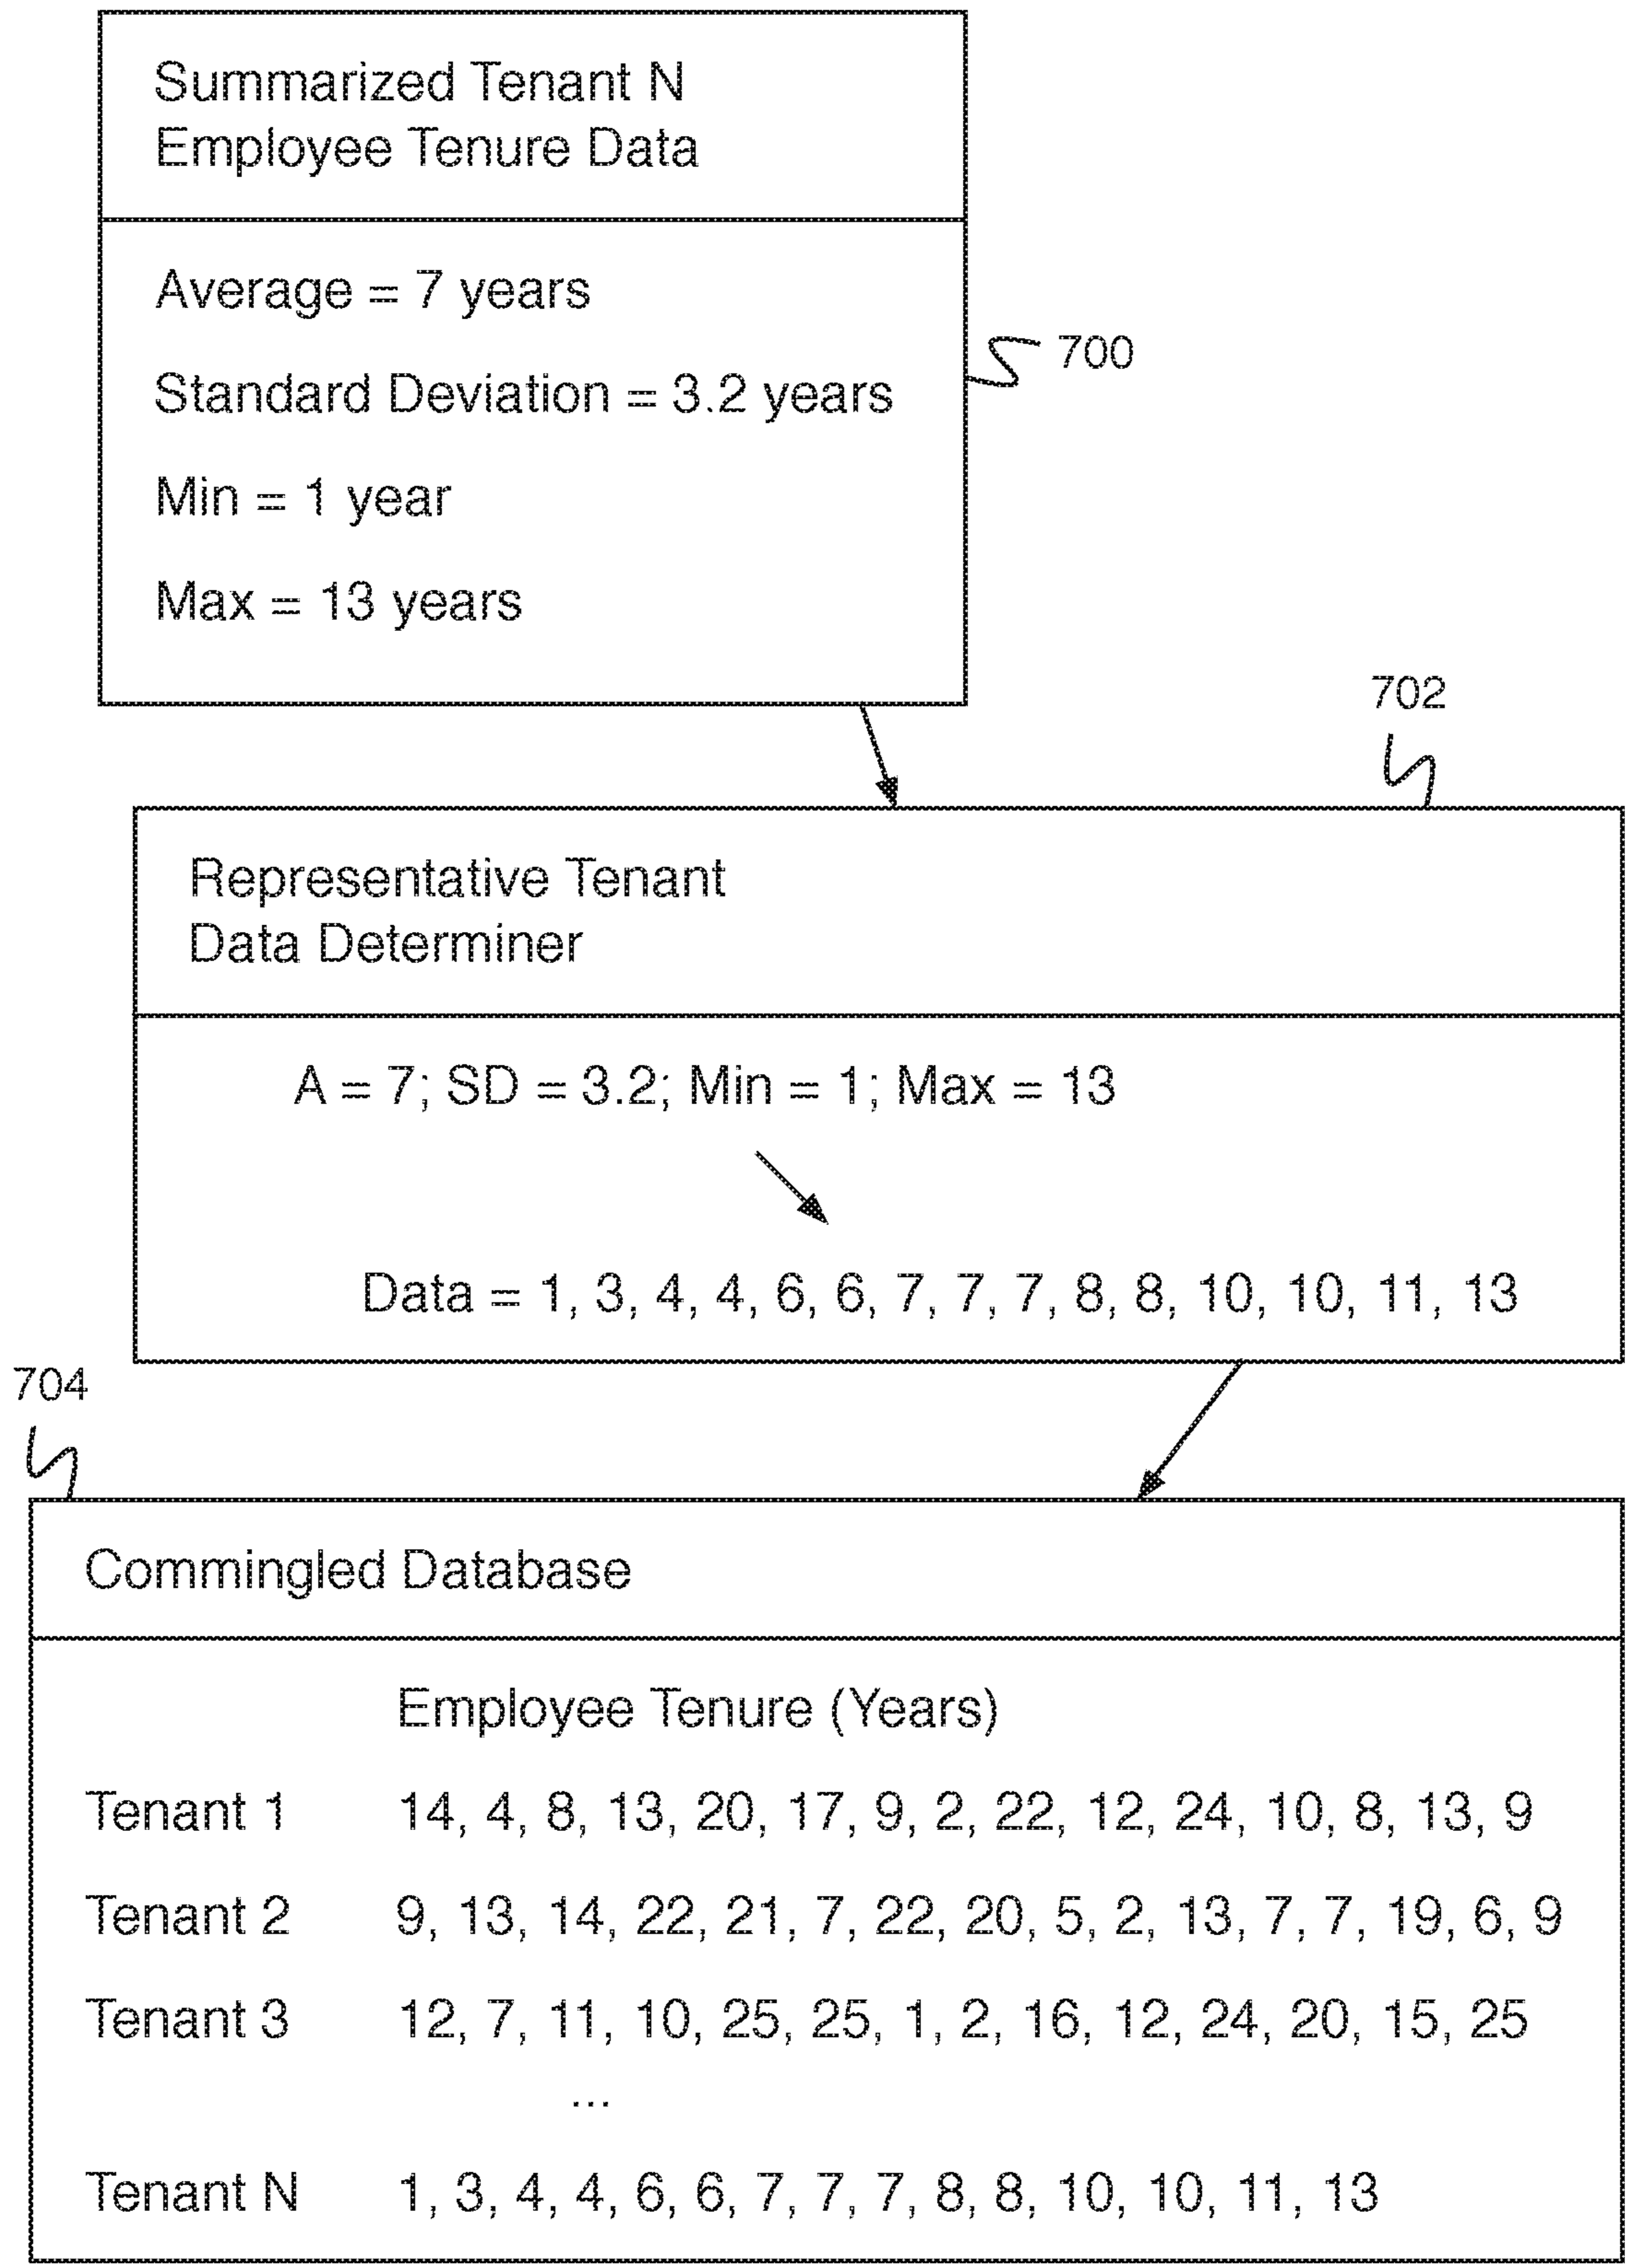 Summarized Tenant N
Employee Tenure Data
Average = 7 years
700
Standard Deviation = 3.2 years
Min = 1 year
Max = 13 years
702
Representative Tenant
Data Determiner
A = 7; SD = 3.2; Min = 1; Max = 13
Data = 1, 3, 4, 4, 6, 6, 7, 7, 7, 8, 8, 10, 10, 11, 13
704
Commingled Database
Employee Tenure (Years)
Tenant 1 14, 4, 8, 13, 20, 17, 9, 2, 22, 12, 24, 10, 8, 13, 9
Tenant 2 9, 13, 14, 22, 21, 7, 22, 20, 5, 2, 13, 7, 7, 19, 6, 9
Tenant 3 12, 7, 11, 10, 25, 25, 1, 2, 16, 12, 24, 20, 15, 25
...
Tenant N 1, 3, 4, 4, 6, 6, 7, 7, 7, 8, 8, 10, 10, 11, 13